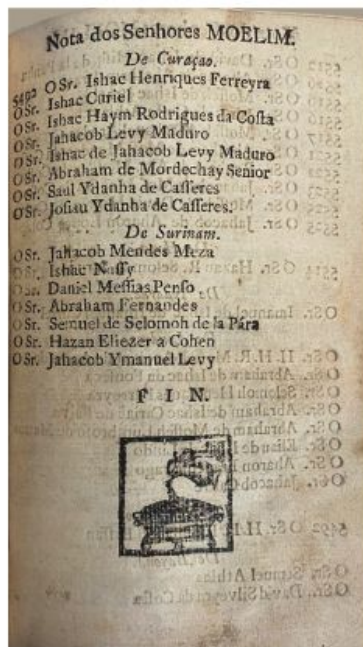 Nota dos Senhores MOELIM.
De Curaçao.
5492 O Sr. Ishac Henriques Ferreyra
O Sr. Ishac Curiel
O Sr. Ishac Haym Rodrigues da Costa
O Sr. Jahacob Levy Maduro
O Sr. Ishac de Jahacob Levy Maduro
O Sr. Abraham de Mordechay Senior
O Sr. Saul Ydanha de Casseres
O Sr. Josiau Ydanha de Casseres.
De Surinam.
O Sr. Jahacob Mendes Meza
O Sr. Ishac Nassy
O Sr. Daniel Messias Penso
O Sr. Abraham Fernandes
O Sr. Semuel de Selomoh de la Pára
O Sr. Hazan Eliezer a Cohen
O Sr. Jahacob Ymanuel Levy
F I N.